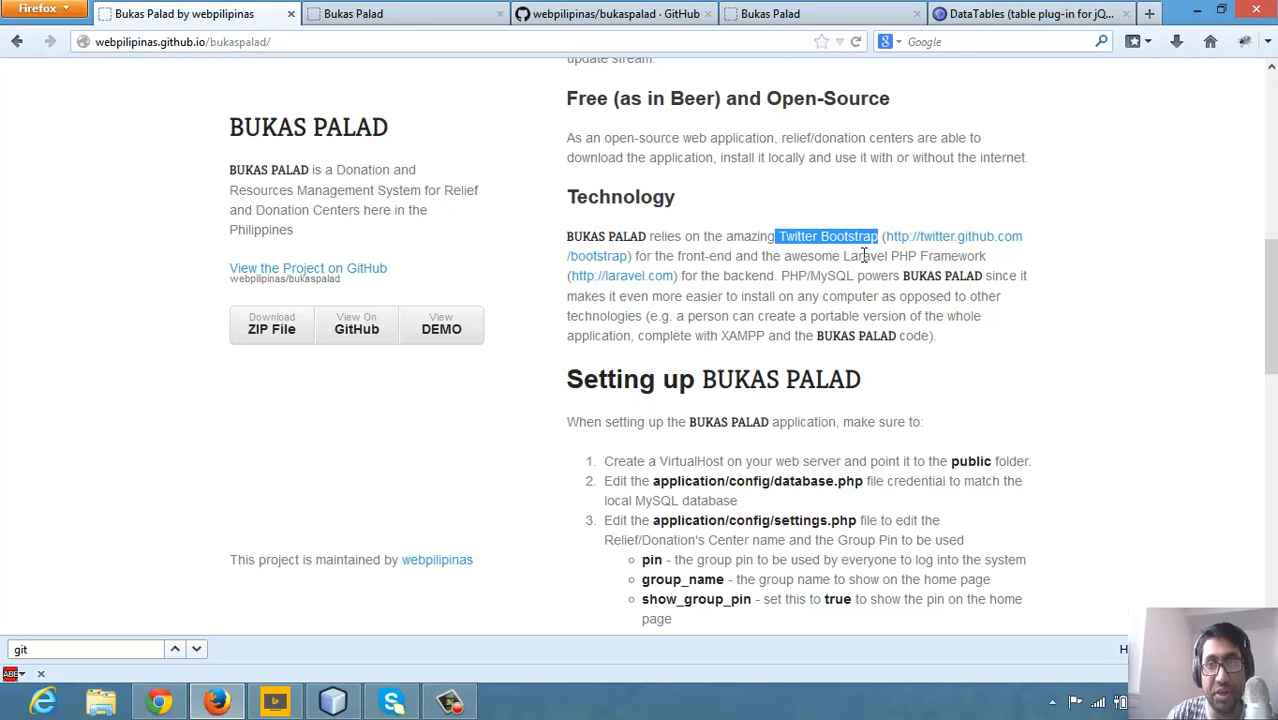 Firefox
Bukas Palad by webpilipinas
Bukas Palad
webpilipinas/bukaspalad · GitHub
Bukas Palad
DataTables (table plug-in for jQ...
webpilipinas.github.io/bukaspalad/
Google
update stream.
Free (as in Beer) and Open-Source
As an open-source web application, relief/donation centers are able to
download the application, install it locally and use it with or without the internet.
Technology
BUKAS PALAD relies on the amazing Twitter Bootstrap (http://twitter.github.com
/bootstrap) for the front-end and the awesome Laravel PHP Framework
(http://laravel.com) for the backend. PHP/MySQL powers BUKAS PALAD since it
makes it even more easier to install on any computer as opposed to other
technologies (e.g. a person can create a portable version of the whole
application, complete with XAMPP and the BUKAS PALAD code).
Setting up BUKAS PALAD
When setting up the BUKAS PALAD application, make sure to:
1. Create a VirtualHost on your web server and point it to the public folder.
2. Edit the application/config/database.php file credential to match the
local MySQL database
3. Edit the application/config/settings.php file to edit the
Relief/Donation's Center name and the Group Pin to be used
pin - the group pin to be used by everyone to log into the system
group_name - the group name to show on the home page
show_group_pin - set this to true to show the pin on the home
page
BUKAS PALAD
BUKAS PALAD is a Donation and
Resources Management System for Relief
and Donation Centers here in the
Philippines
View the Project on GitHub
webpilipinas/bukaspalad
Download
ZIP File
View On
GitHub
View
DEMO
This project is maintained by webpilipinas
git
H
ABE